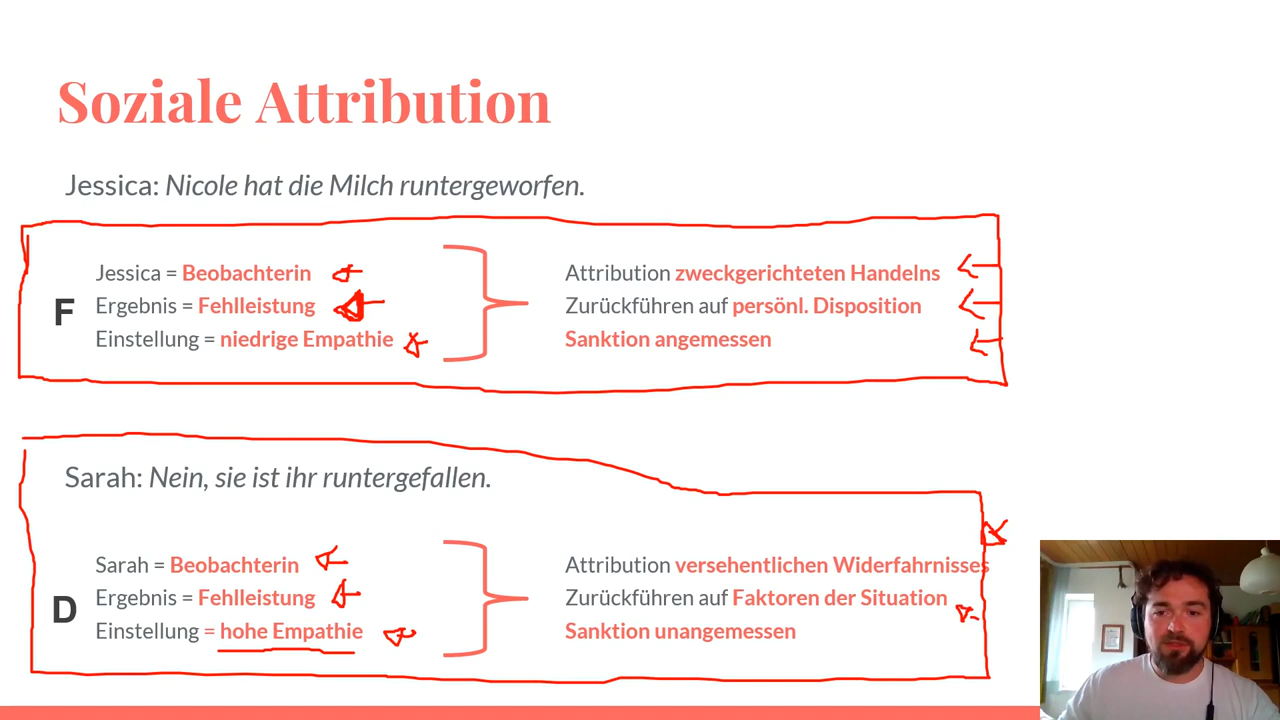 Soziale Attribution
Jessica: Nicole hat die Milch runtergeworfen.
F
Jessica = Beobachterin
Ergebnis = Fehlleistung
Einstellung = niedrige Empathie
Attribution zweckgerichteten Handelns
Zurückführen auf persönl. Disposition
Sanktion angemessen
Sarah: Nein, sie ist ihr runtergefallen.
D
Sarah = Beobachterin
Ergebnis = Fehlleistung
Einstellung = hohe Empathie
Attribution versehentlichen Widerfahrnisses
Zurückführen auf Faktoren der Situation
Sanktion unangemessen